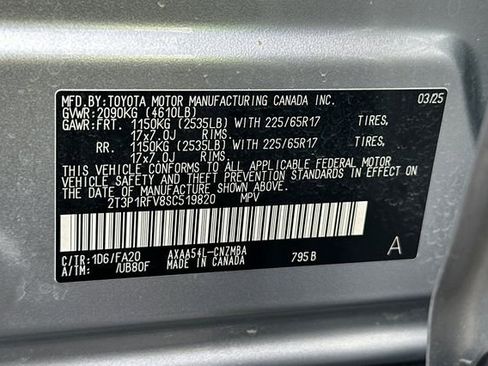 MFD.BY:TOYOTA MOTOR MANUFACTURING CANADA INC. 03/25
GVWR:2090KG (4610LB)
GAWR:FRT. 1150KG (2535LB) WITH 225/65R17 TIRES,
17x7.0J RIMS.
RR. 1150KG (2535LB) WITH 225/65R17 TIRES,
17x7.0J RIMS.
THIS VEHICLE CONFORMS TO ALL APPLICABLE FEDERAL MOTOR
VEHICLE SAFETY AND THEFT PREVENTION STANDARDS IN EFFECT
ON THE DATE OF MANUFACTURE SHOWN ABOVE.
2T3P1RFV8SC519820 MPV
C/TR:1D6/FA20 AXAA54L-CNZMBA 795B A
A/TM: /UB80F MADE IN CANADA